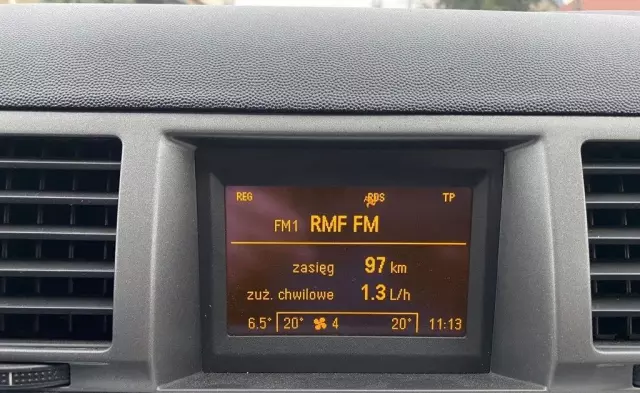 REG RDS TP
FM1 RMF FM
zasięg 97 km
zuż. chwilowe 1.3 L/h
6.5° 20° 4 20° 11:13